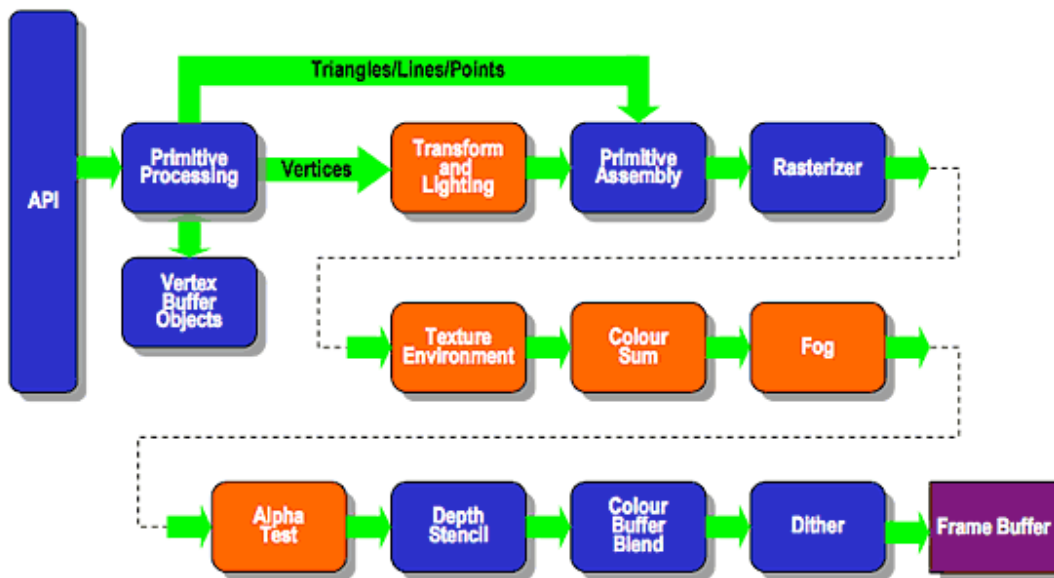 Triangles/Lines/Points
API
Primitive
Processing
Vertices
Transform
and
Lighting
Primitive
Assembly
Rasterizer
Vertex
Buffer
Objects
Texture
Environment
Colour
Sum
Fog
Alpha
Test
Depth
Stencil
Colour
Buffer
Blend
Dither
Frame Buffer